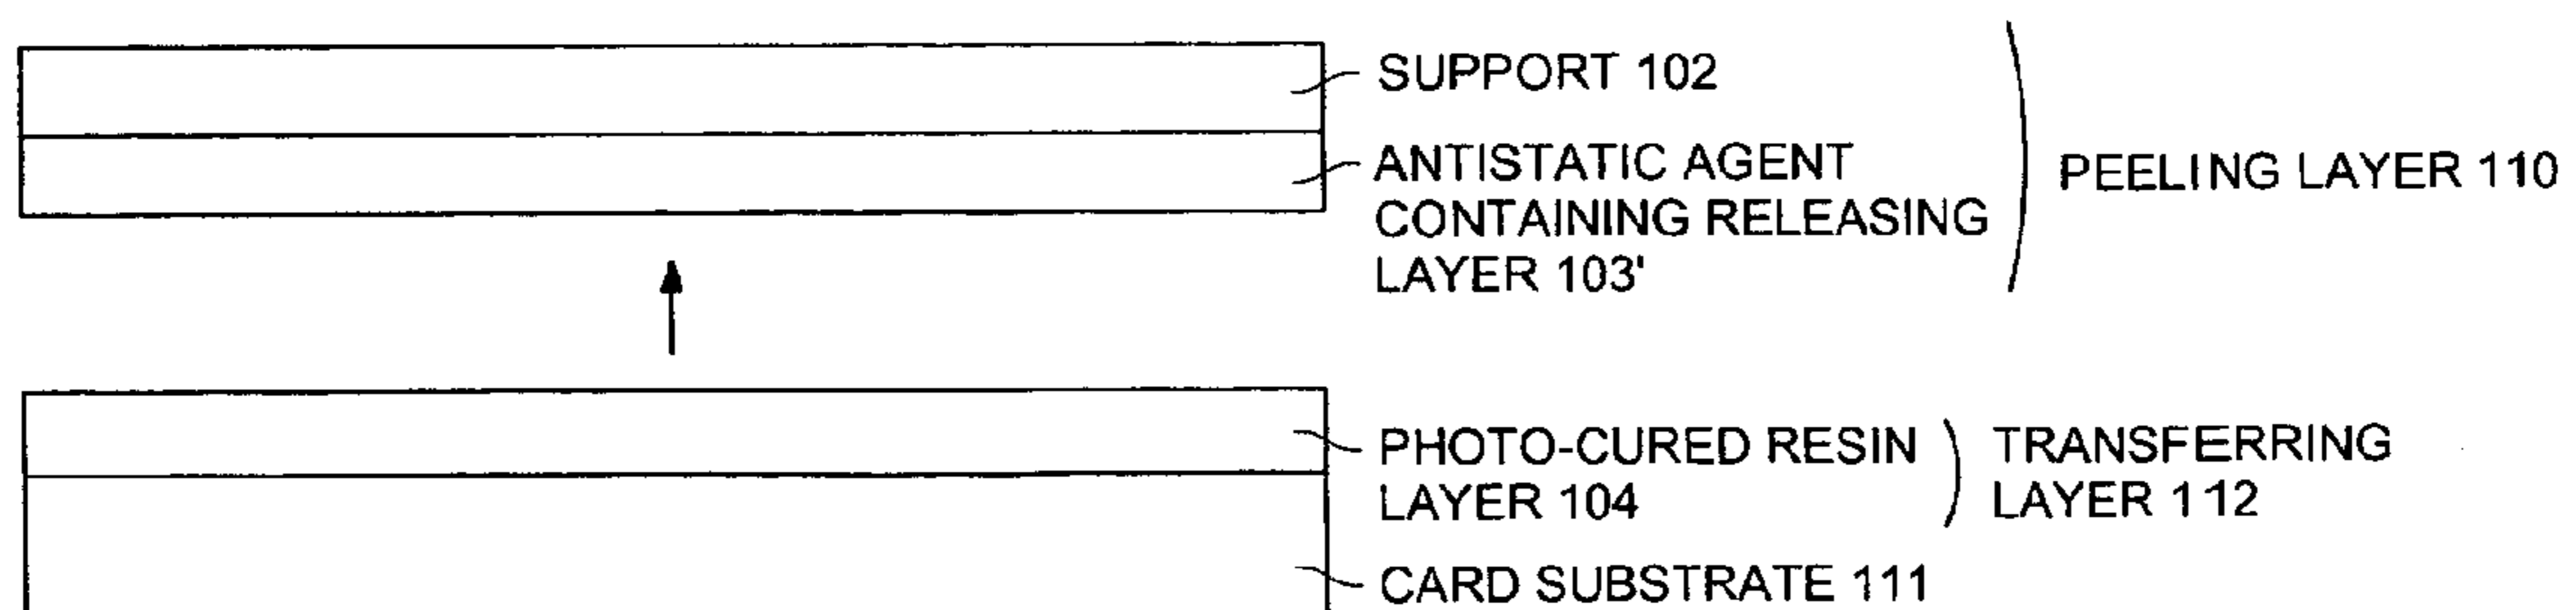 SUPPORT 102
ANTISTATIC AGENT
CONTAINING RELEASING
LAYER 103'
PEELING LAYER 110
PHOTO-CURED RESIN
LAYER 104
TRANSFERRING
LAYER 112
CARD SUBSTRATE 111